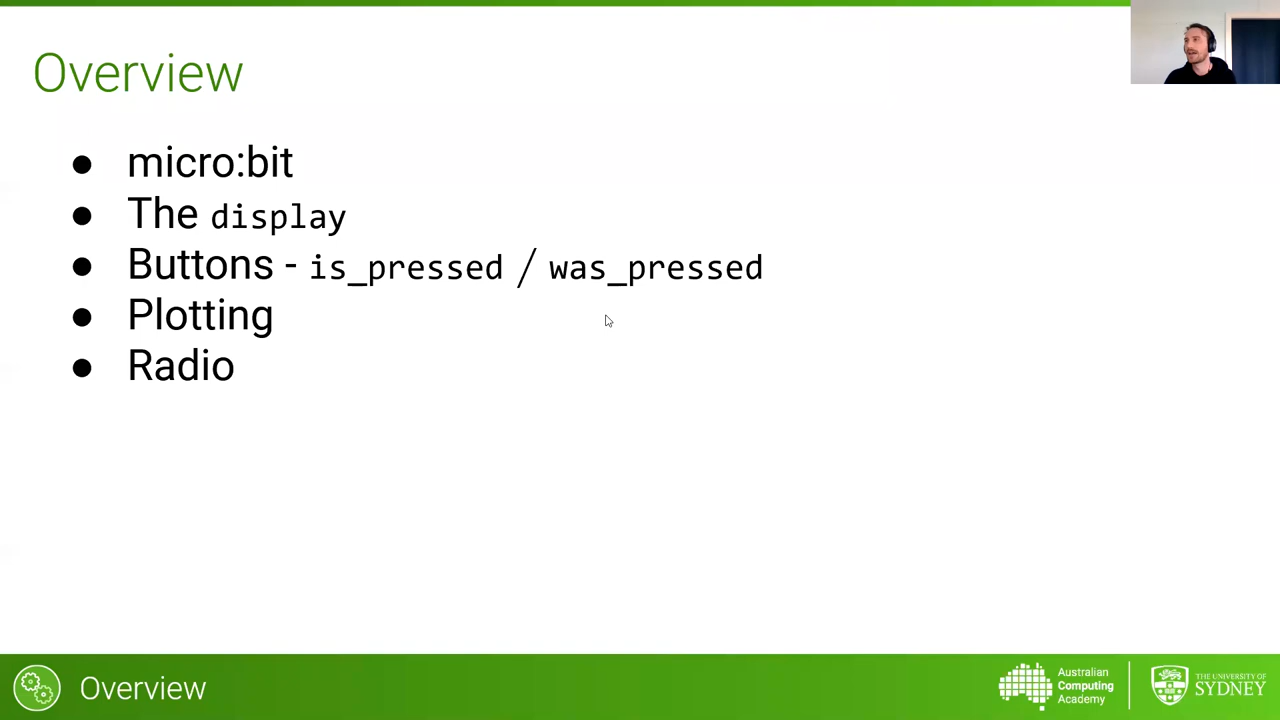 Overview
● micro:bit
● The display
● Buttons - is_pressed / was_pressed
● Plotting
● Radio
Overview
Australian
Computing
Academy
THE UNIVERSITY OF
SYDNEY